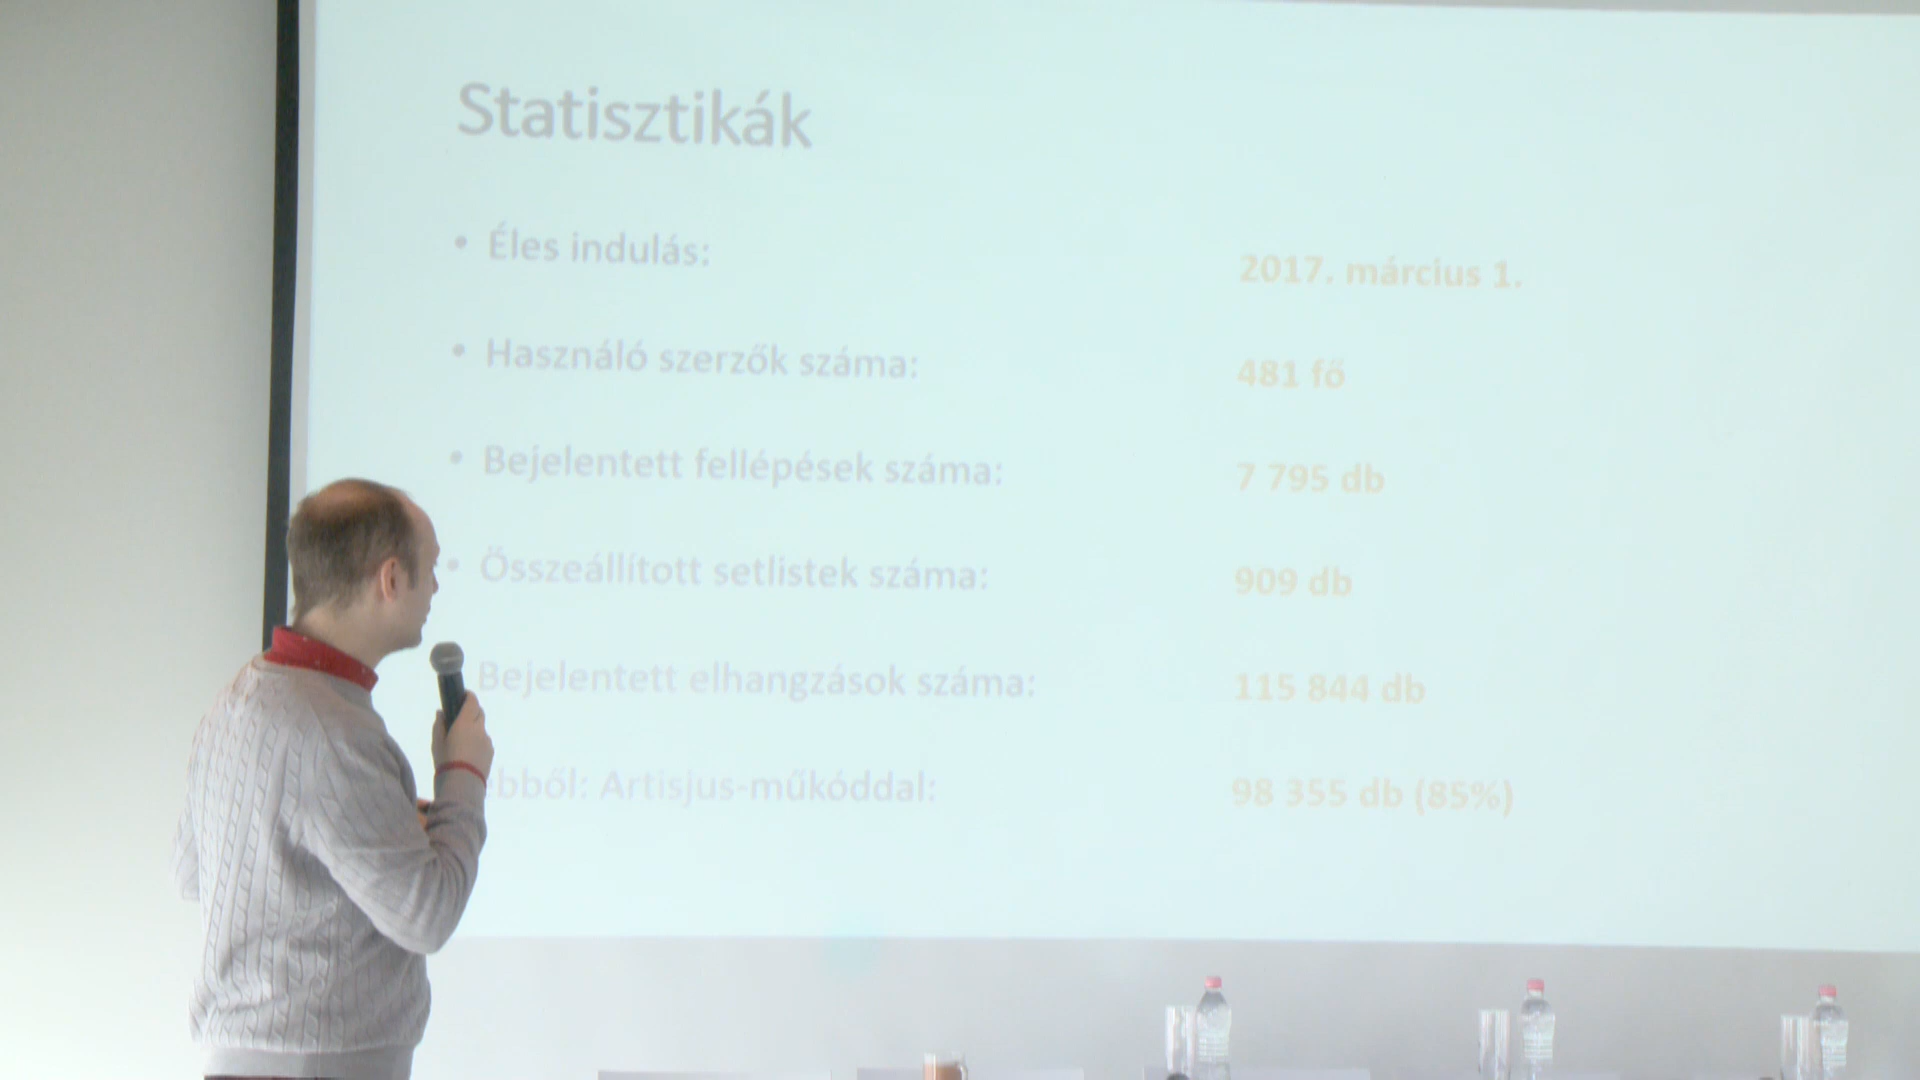 Statisztikák
• Éles indulás: 2017. március 1.
• Használó szerzők száma: 481 fő
• Bejelentett fellépések száma: 7 795 db
• Összeállított setlistek száma: 909 db
Bejelentett elhangzások száma: 115 844 db
ebből: Artisjus-műkóddal: 98 355 db (85%)